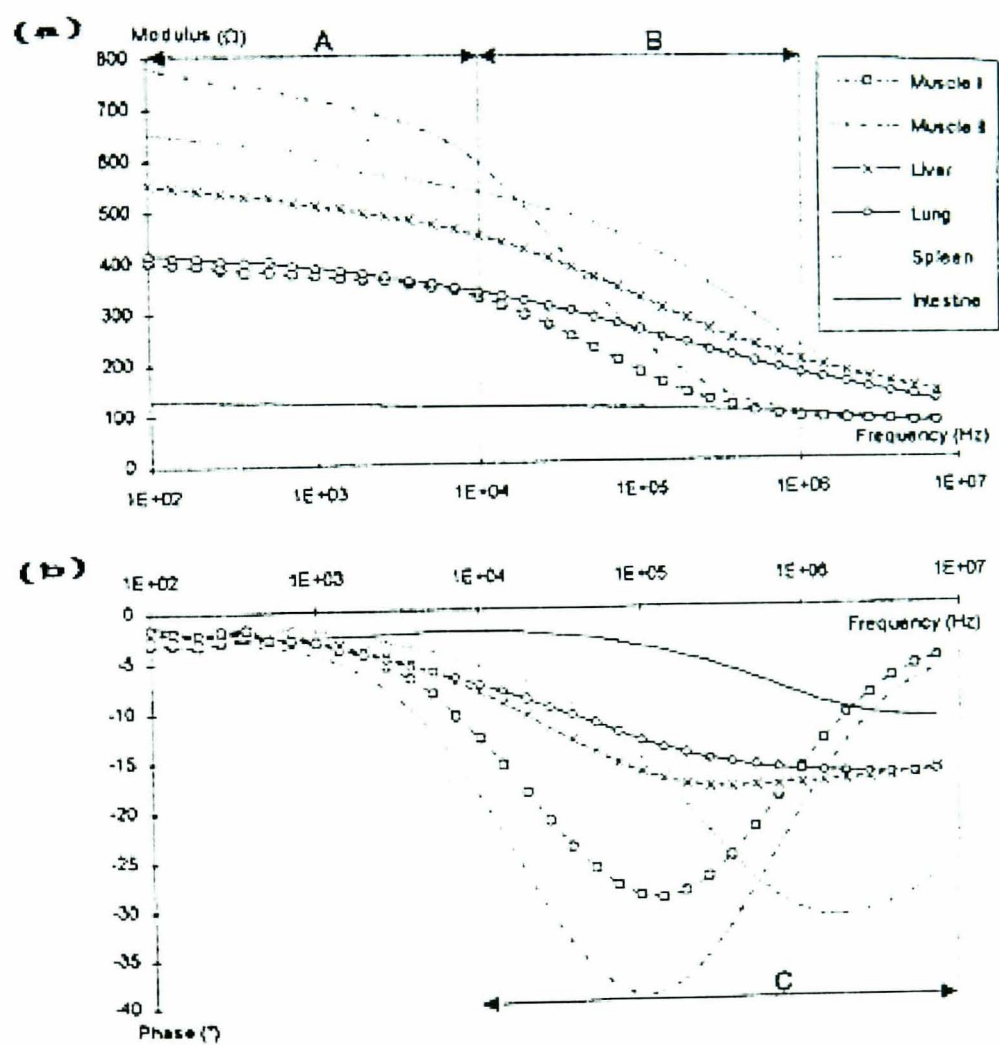 (a)
Modulus (Ω)
A
B
800
700
600
500
400
300
200
100
0
Muscle II
Liver
Lung
Spleen
Intestine
Frequency (Hz)
1E+02
1E+03
1E+04
1E+05
1E+06
1E+07
(b)
1E+02
1E+03
1E+04
1E+05
1E+06
1E+07
0
-5
-10
-15
-20
-25
-30
-35
-40
Frequency (Hz)
C
Phase (°)